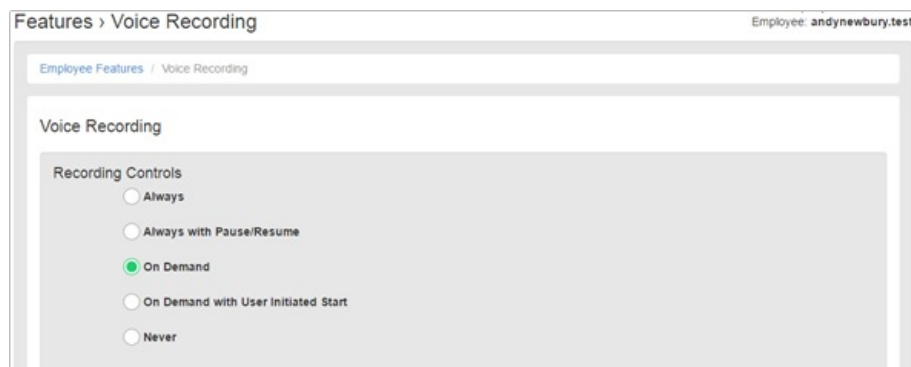 Features › Voice Recording
Employee: andynewbury.test
Employee Features / Voice Recording
Voice Recording
Recording Controls
Always
Always with Pause/Resume
On Demand
On Demand with User Initiated Start
Never